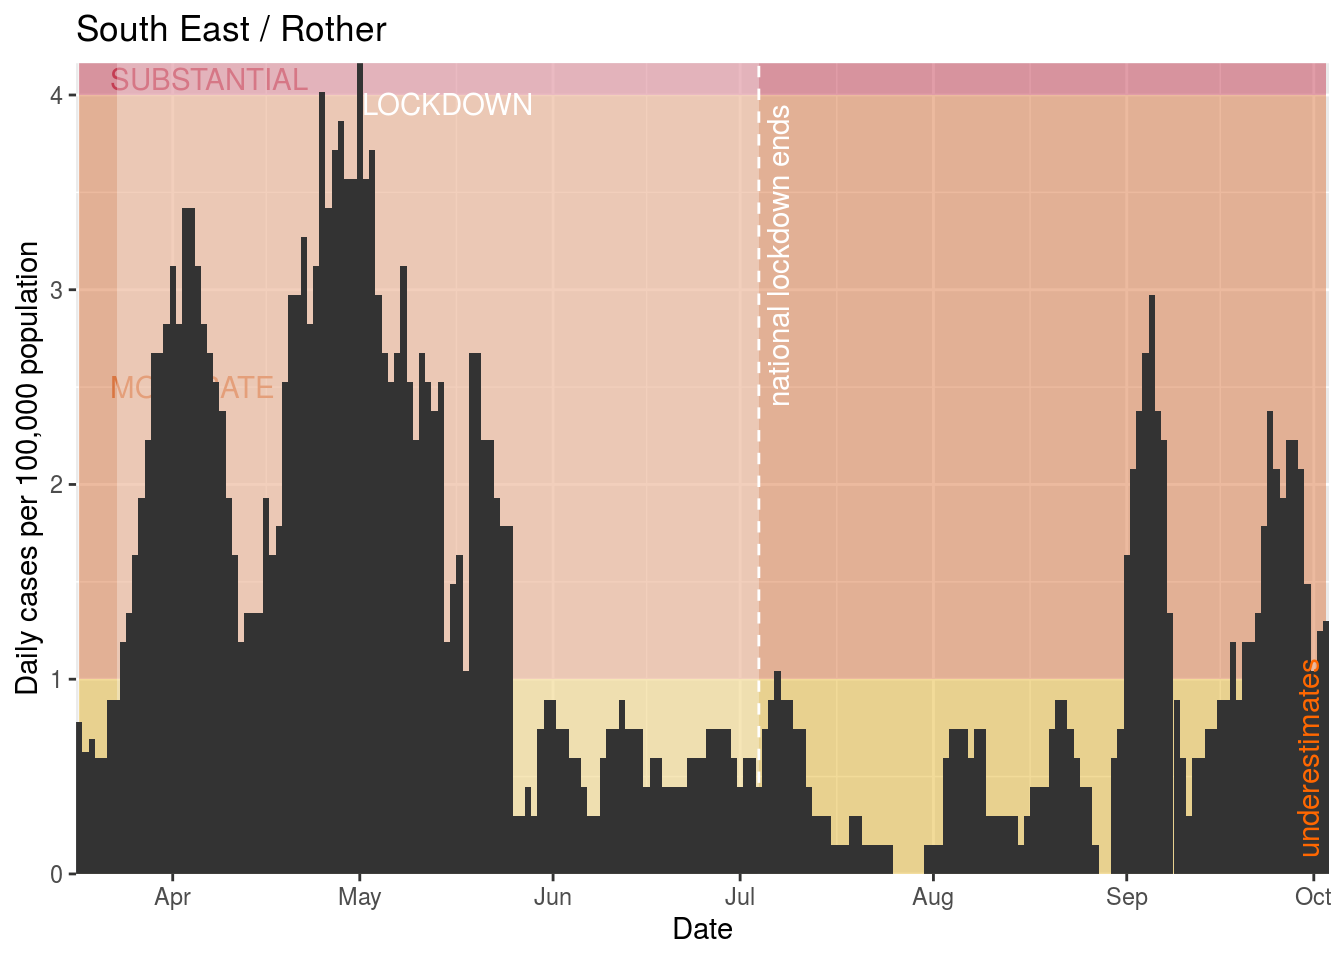 South East / Rother
SUBSTANTIAL
LOCKDOWN
national lockdown ends
underestimates
Daily cases per 100,000 population
4
3
2
1
0
Apr
May
Jun
Jul
Aug
Sep
Oct
Date